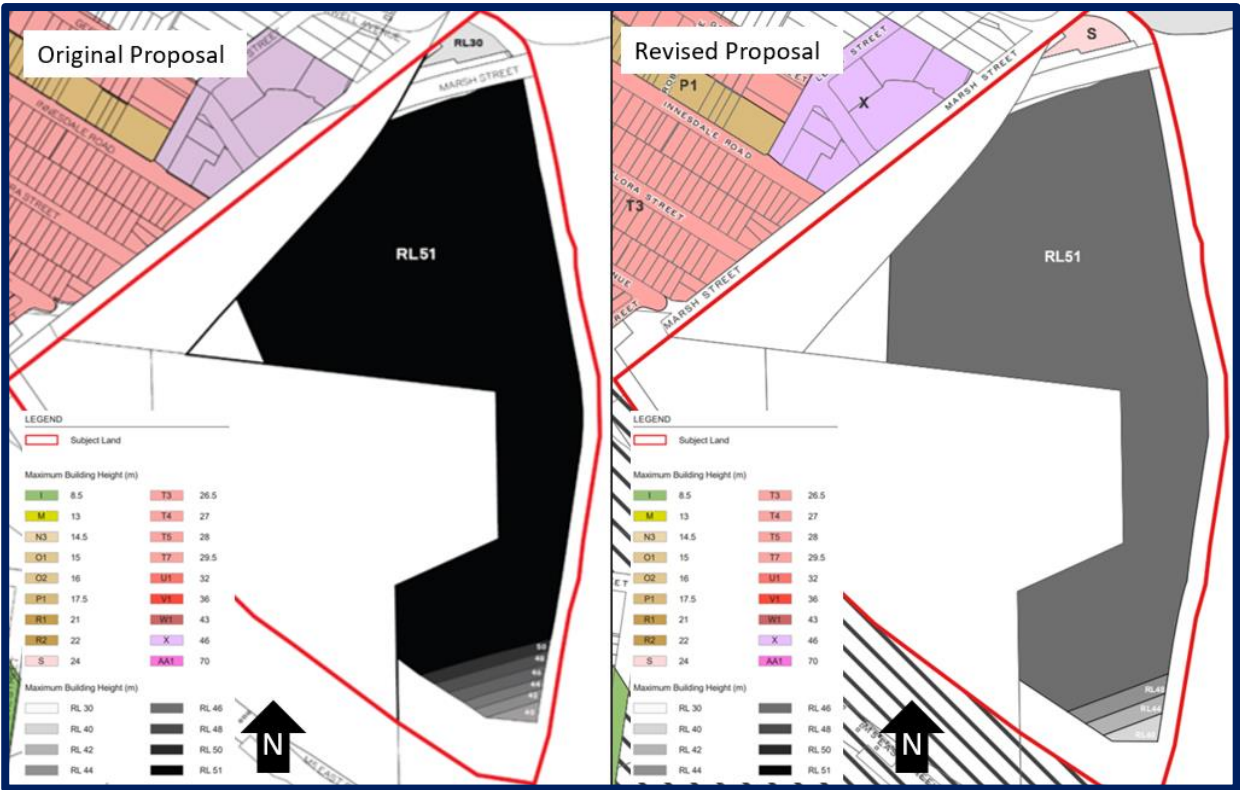 Original Proposal
STREET
RL30
MARSH STREET
INNESDALE ROAD
RL51
LEGEND
Subject Land
Maximum Building Height (m)
I 8.5 T3 26.5
M 13 T4 27
N3 14.5 T5 28
O1 15 T7 29.5
O2 16 U1 32
P1 17.5 V1 36
R1 21 W1 43
R2 22 X 46
S 24 AA1 70
Maximum Building Height (m)
RL 30 RL 46
RL 40 RL 48
RL 42 RL 50
RL 44 RL 51
N
Revised Proposal
STREET
S
MARSH STREET
P1
X
INNESDALE ROAD
FLORA STREET
T3
MARSH STREET
RL51
LEGEND
Subject Land
Maximum Building Height (m)
I 8.5 T3 26.5
M 13 T4 27
N3 14.5 T5 28
O1 15 T7 29.5
O2 16 U1 32
P1 17.5 V1 36
R1 21 W1 43
R2 22 X 46
S 24 AA1 70
Maximum Building Height (m)
RL 30 RL 46
RL 40 RL 48
RL 42 RL 50
RL 44 RL 51
RL44
N